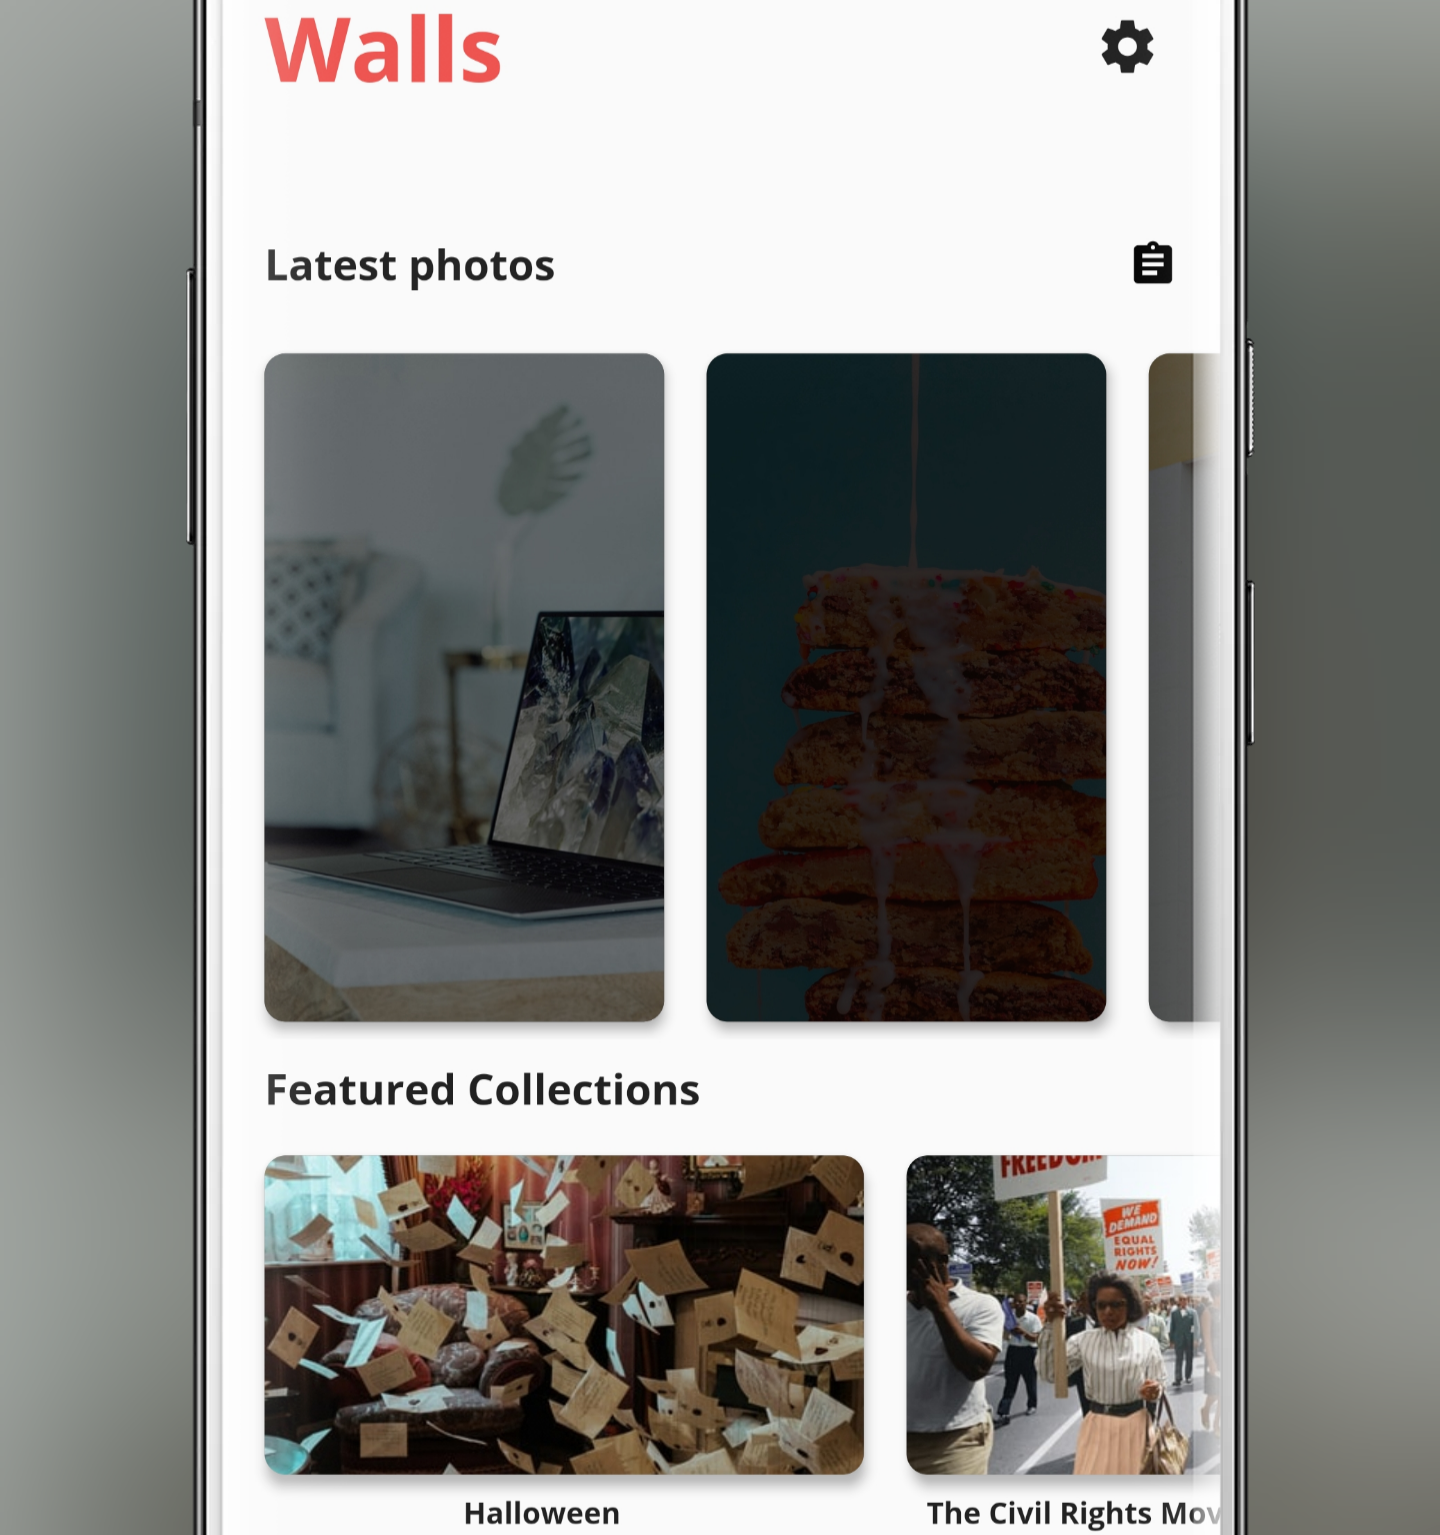 Walls
Latest photos
Featured Collections
FREEDOM
WE
DEMAND
EQUAL
RIGHTS
NOW!
Halloween
The Civil Rights Mov